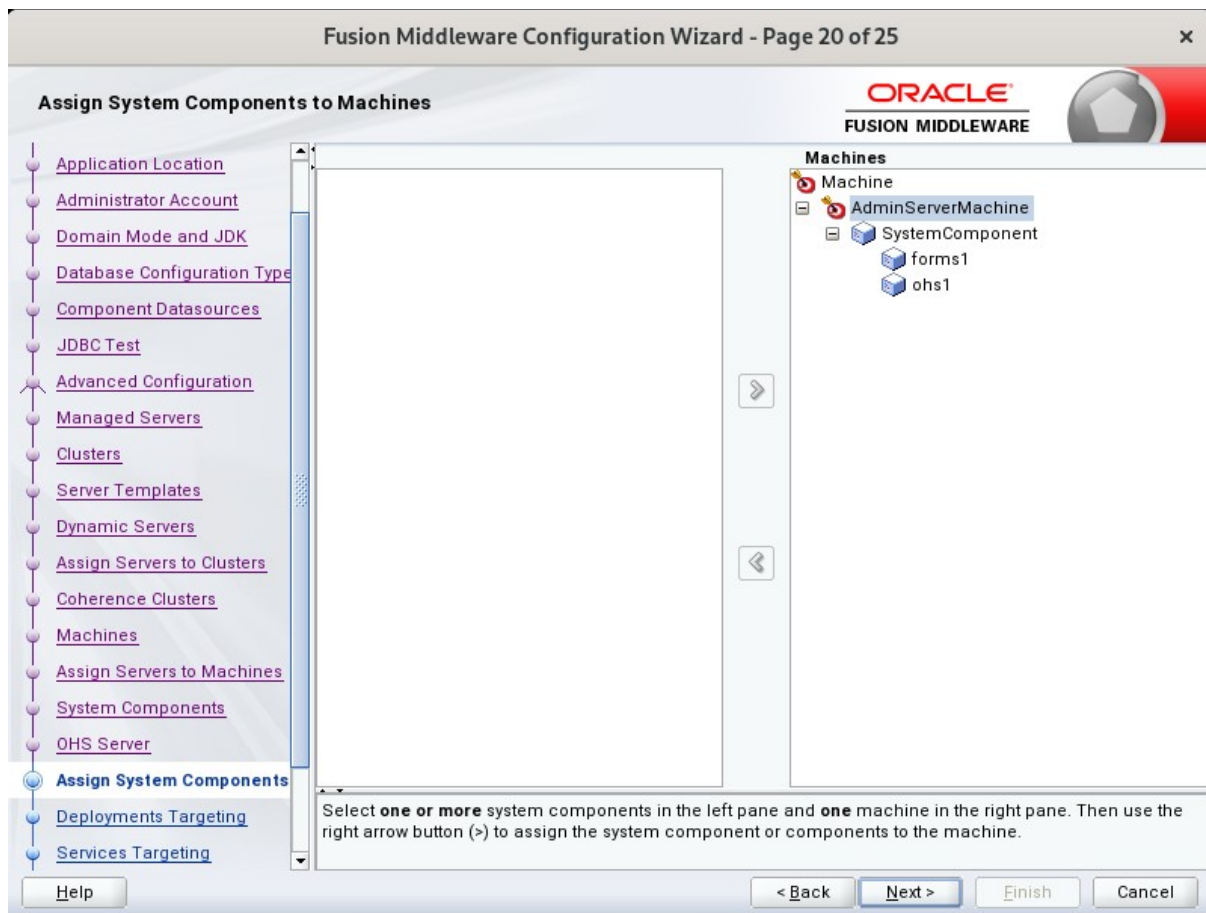 Fusion Middleware Configuration Wizard - Page 20 of 25
Assign System Components to Machines
ORACLE
FUSION MIDDLEWARE
Application Location
Administrator Account
Domain Mode and JDK
Database Configuration Type
Component Datasources
JDBC Test
Advanced Configuration
Managed Servers
Clusters
Server Templates
Dynamic Servers
Assign Servers to Clusters
Coherence Clusters
Machines
Assign Servers to Machines
System Components
OHS Server
Assign System Components
Deployments Targeting
Services Targeting
Machines
Machine
AdminServerMachine
SystemComponent
forms1
ohs1
Select one or more system components in the left pane and one machine in the right pane. Then use the
right arrow button (>) to assign the system component or components to the machine.
Help
< Back
Next >
Finish
Cancel